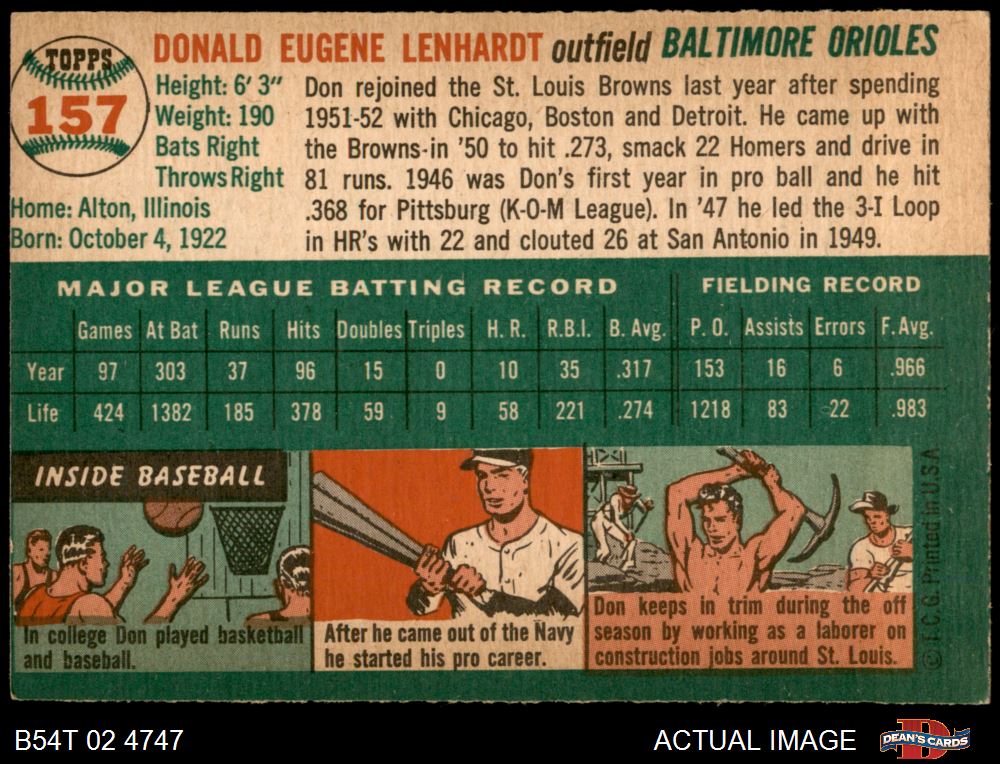 TOPPS
157
DONALD EUGENE LENHARDT outfield BALTIMORE ORIOLES
Height: 6' 3"
Weight: 190
Bats Right
Throws Right
Home: Alton, Illinois
Born: October 4, 1922
Don rejoined the St. Louis Browns last year after spending
1951-52 with Chicago, Boston and Detroit. He came up with
the Browns in '50 to hit .273, smack 22 Homers and drive in
81 runs. 1946 was Don's first year in pro ball and he hit
.368 for Pittsburg (K-O-M League). In '47 he led the 3-I Loop
in HR's with 22 and clouted 26 at San Antonio in 1949.
MAJOR LEAGUE BATTING RECORD FIELDING RECORD
Games At Bat Runs Hits Doubles Triples H. R. R.B.I. B. Avg. P. O. Assists Errors F. Avg.
Year 97 303 37 96 15 0 10 35 .317 153 16 6 .966
Life 424 1382 185 378 59 9 58 221 .274 1218 83 22 .983
INSIDE BASEBALL
In college Don played basketball
and baseball.
After he came out of the Navy
he started his pro career.
Don keeps in trim during the off
season by working as a laborer on
construction jobs around St. Louis.
© T. C. G. Printed in U.S.A
B54T 02 4747
ACTUAL IMAGE
D
DEAN'S CARDS